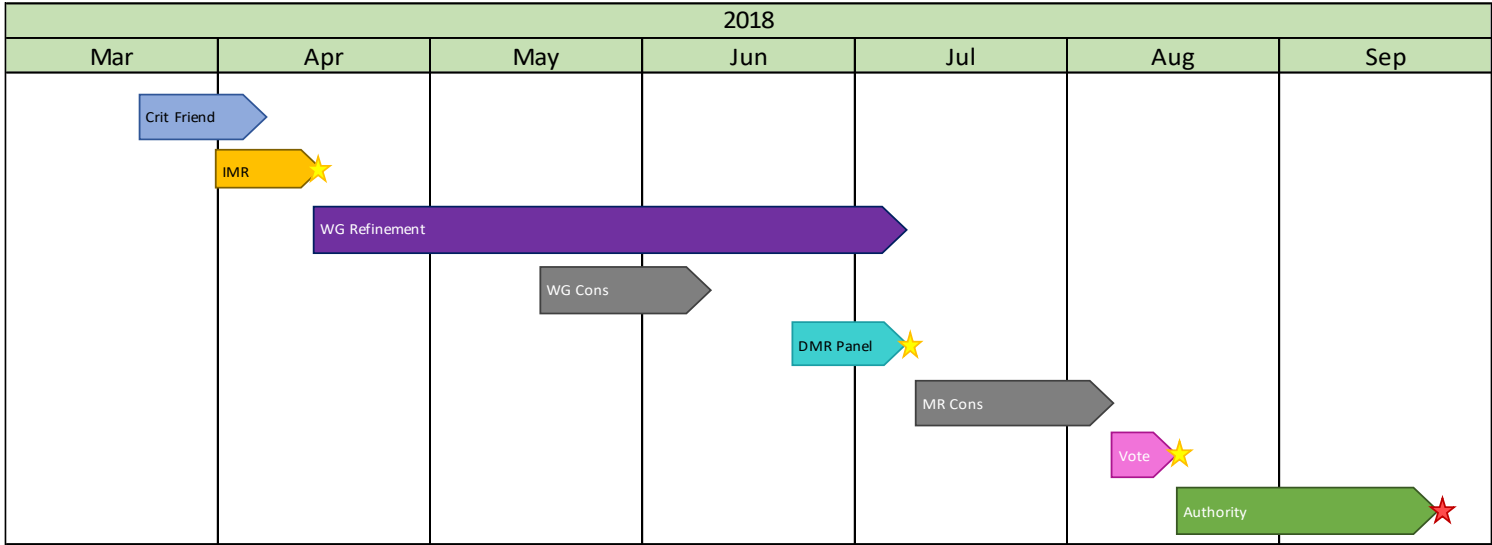 2018
Mar Apr May Jun Jul Aug Sep
Crit Friend
IMR
WG Refinement
WG Cons
DMR Panel
MR Cons
Vote
Authority